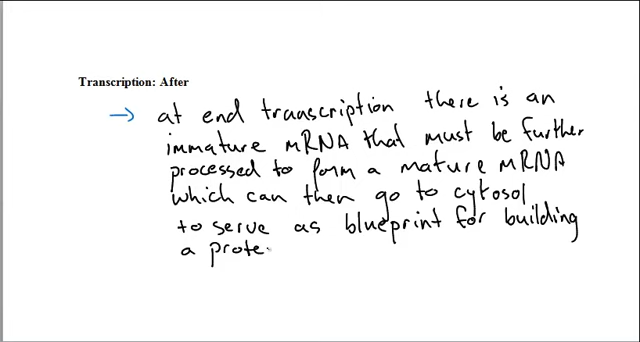 Transcription: After
→ at end transcription there is an
immature mRNA that must be further
processed to form a mature mRNA
which can then go to cytosol
to serve as blueprint for building
a prote